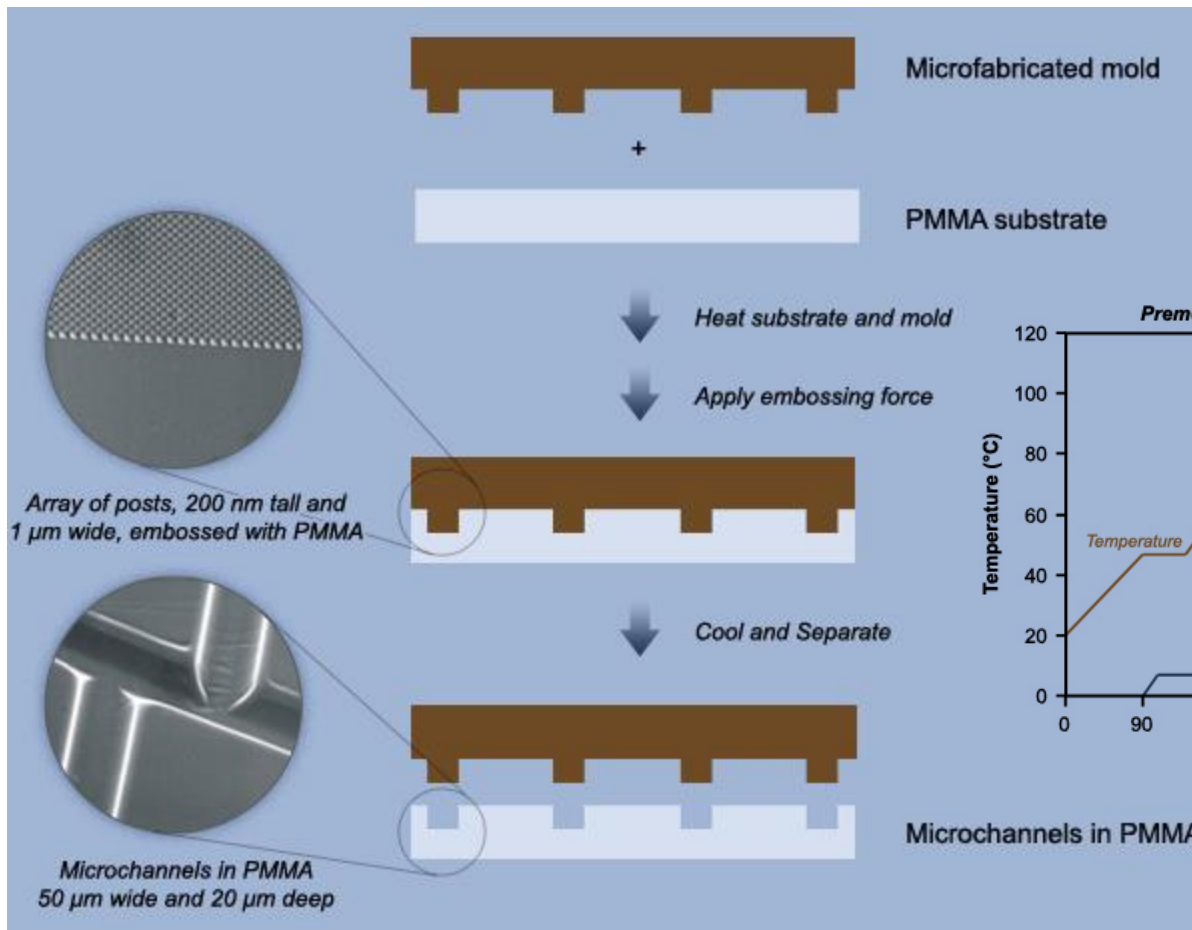 Microfabricated mold
+
PMMA substrate
Heat substrate and mold
Apply embossing force
Array of posts, 200 nm tall and
1 µm wide, embossed with PMMA
Cool and Separate
Microchannels in PMMA
Microchannels in PMMA
50 µm wide and 20 µm deep
Temperature (°C)
120
100
80
60
40
20
0
Temperature
0
90